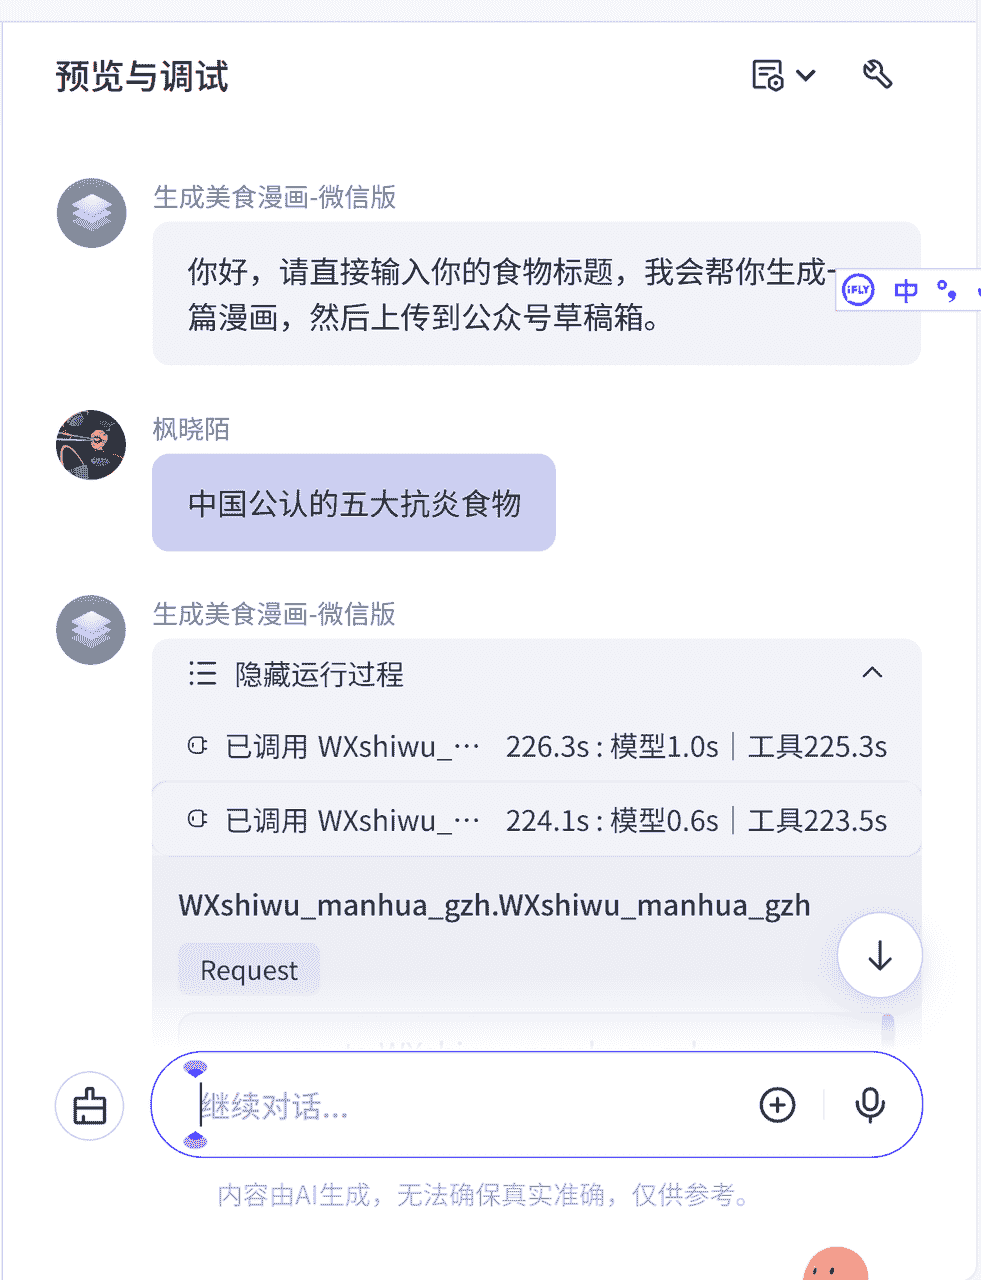 预览与调试
生成美食漫画-微信版
你好，请直接输入你的食物标题，我会帮你生成一
篇漫画，然后上传到公众号草稿箱。
iFLY 中
枫晓陌
中国公认的五大抗炎食物
生成美食漫画-微信版
隐藏运行过程
已调用 WXshiwu_… 226.3s : 模型1.0s | 工具225.3s
已调用 WXshiwu_… 224.1s : 模型0.6s | 工具223.5s
WXshiwu_manhua_gzh.WXshiwu_manhua_gzh
Request
继续对话...
内容由AI生成，无法确保真实准确，仅供参考。